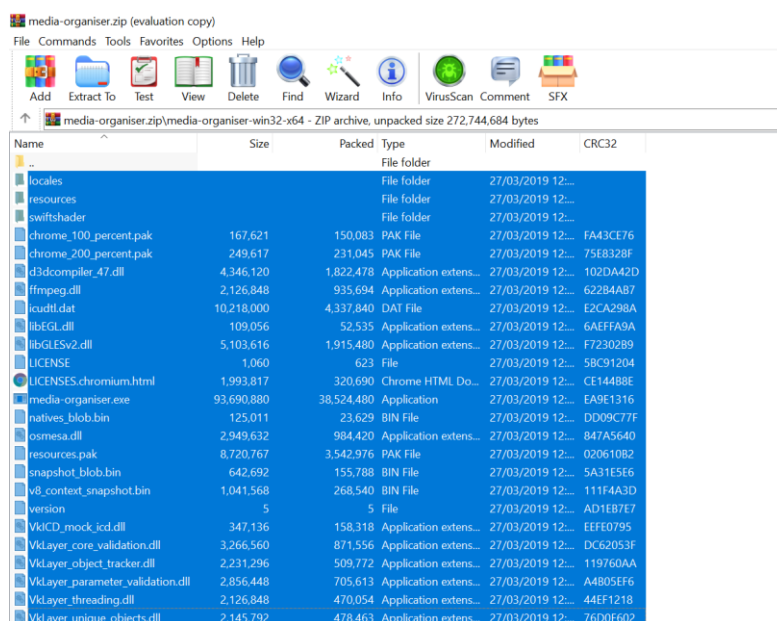 media-organiser.zip (evaluation copy)
File Commands Tools Favorites Options Help
Add Extract To Test View Delete Find Wizard Info VirusScan Comment SFX
media-organiser.zip\media-organiser-win32-x64 - ZIP archive, unpacked size 272,744,684 bytes
Name Size Packed Type Modified CRC32
.. File folder
locales File folder 27/03/2019 12:...
resources File folder 27/03/2019 12:...
swiftshader File folder 27/03/2019 12:...
chrome_100_percent.pak 167,621 150,083 PAK File 27/03/2019 12:... FA43CE76
chrome_200_percent.pak 249,617 231,045 PAK File 27/03/2019 12:... 75E8328F
d3dcompiler_47.dll 4,346,120 1,822,478 Application extens... 27/03/2019 12:... 102DA42D
ffmpeg.dll 2,126,848 935,694 Application extens... 27/03/2019 12:... 622B4AB7
icudtl.dat 10,218,000 4,337,840 DAT File 27/03/2019 12:... E2CA298A
libEGL.dll 109,056 52,535 Application extens... 27/03/2019 12:... 6AEFFA9A
libGLESv2.dll 5,103,616 1,915,480 Application extens... 27/03/2019 12:... F72302B9
LICENSE 1,060 623 File 27/03/2019 12:... 5BC91204
LICENSES.chromium.html 1,993,817 320,690 Chrome HTML Do... 27/03/2019 12:... CE144B8E
media-organiser.exe 93,690,880 38,524,480 Application 27/03/2019 12:... EA9E1316
natives_blob.bin 125,011 23,629 BIN File 27/03/2019 12:... DD09C77F
osmesa.dll 2,949,632 984,420 Application extens... 27/03/2019 12:... 847A5640
resources.pak 8,720,767 3,542,976 PAK File 27/03/2019 12:... 020610B2
snapshot_blob.bin 642,692 155,788 BIN File 27/03/2019 12:... 5A31E5E6
v8_context_snapshot.bin 1,041,568 268,540 BIN File 27/03/2019 12:... 111F4A3D
version 5 5 File 27/03/2019 12:... AD1EB7E7
VkICD_mock_icd.dll 347,136 158,318 Application extens... 27/03/2019 12:... EEFE0795
VkLayer_core_validation.dll 3,266,560 871,556 Application extens... 27/03/2019 12:... DC62053F
VkLayer_object_tracker.dll 2,231,296 509,772 Application extens... 27/03/2019 12:... 119760AA
VkLayer_parameter_validation.dll 2,856,448 705,613 Application extens... 27/03/2019 12:... A4B05EF6
VkLayer_threading.dll 2,126,848 470,054 Application extens... 27/03/2019 12:... 44EF1218
VkLayer_unique_objects.dll 2,145,792 478,463 Application extens... 27/03/2019 12:... 76D0F602